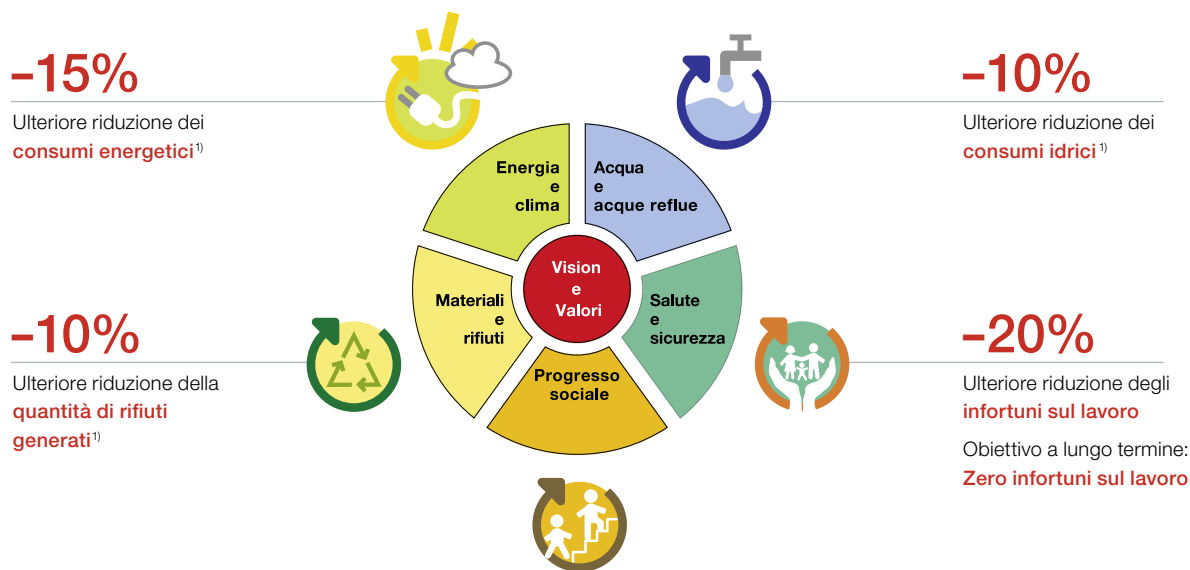 –15%
Ulteriore riduzione dei
consumi energetici 1)
–10%
Ulteriore riduzione dei
consumi idrici 1)
Energia
e
clima
Acqua
e
acque reflue
Vision
e
Valori
Materiali
e
rifiuti
Salute
e
sicurezza
Progresso
sociale
–10%
Ulteriore riduzione della
quantità di rifiuti
generati 1)
–20%
Ulteriore riduzione degli
infortuni sul lavoro
Obiettivo a lungo termine:
Zero infortuni sul lavoro